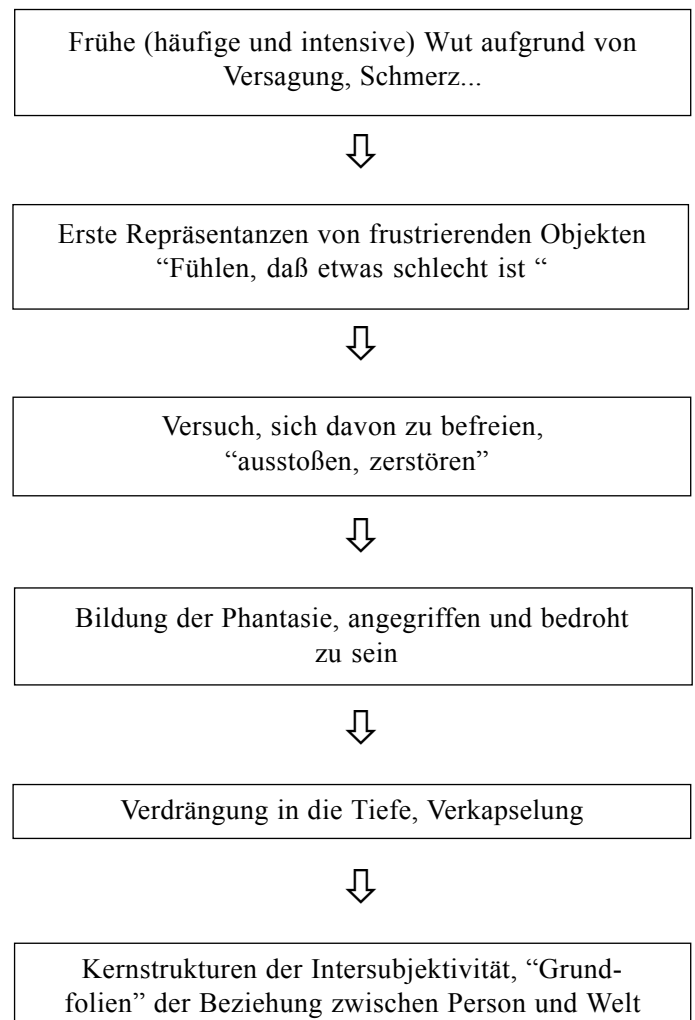 Frühe (häufige und intensive) Wut aufgrund von
Versagung, Schmerz...
Erste Repräsentanzen von frustrierenden Objekten
“Fühlen, daß etwas schlecht ist “
Versuch, sich davon zu befreien,
“ausstoßen, zerstören”
Bildung der Phantasie, angegriffen und bedroht
zu sein
Verdrängung in die Tiefe, Verkapselung
Kernstrukturen der Intersubjektivität, “Grund-
folien” der Beziehung zwischen Person und Welt